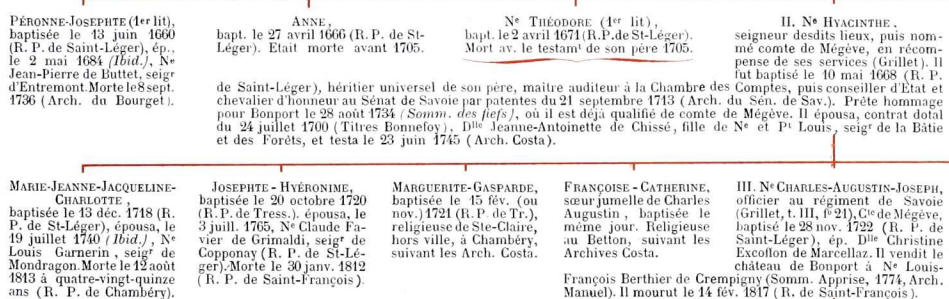 PÉRONNE-JOSEPHTE (1er lit),
baptisée le 13 juin 1660
(R. P. de Saint-Léger), ép.,
le 2 mai 1684 (Ibid.), Ne
Jean-Pierre de Buttet, seigr
d'Entremont. Morte le 8 sept.
1736 (Arch. du Bourget).
ANNE,
bapt. le 27 avril 1666 (R. P. de St-
Léger). Etait morte avant 1705.
Ne THÉODORE (1er lit),
bapt. le 2 avril 1671 (R. P. de St-Léger).
Mort av. le testamt de son père 1705.
II. Ne HYACINTHE,
seigneur desdits lieux, puis nom-
mé comte de Mégève, en récom-
pense de ses services (Grillet). Il
fut baptisé le 10 mai 1668 (R. P.
de Saint-Léger), héritier universel de son père, maitre auditeur à la Chambre des Comptes, puis conseiller d'État et
chevalier d'honneur au Sénat de Savoie par patentes du 21 septembre 1713 (Arch. du Sén. de Sav.). Prête hommage
pour Bonport le 28 août 1734 (Somm. des fiefs), où il est déjà qualifié de comte de Mégève. Il épousa, contrat dotal
du 24 juillet 1700 (Titres Bonnefoy), Dlle Jeanne-Antoinette de Chissé, fille de Ne et Pt Louis, seigr de la Bâtie
et des Forêts, et testa le 23 juin 1745 (Arch. Costa).
MARIE-JEANNE-JACQUELINE-
CHARLOTTE,
baptisée le 13 déc. 1718 (R.
P. de St-Léger), épousa, le
19 juillet 1740 (Ibid.), Ne
Louis Garnerin, seigr de
Mondragon. Morte le 12 août
1813 à quatre-vingt-quinze
ans (R. P. de Chambéry).
JOSEPHTE-HYÉRONIME,
baptisée le 20 octobre 1720
(R. P. de Tress.). épousa, le
3 juill. 1765, Ne Claude Fa-
vier de Grimaldi, seigr de
Copponay (R. P. de St-Lé-
ger). Morte le 30 janv. 1812
(R. P. de Saint-François).
MARGUERITE-GASPARDE,
baptisée le 15 fév. (ou
nov.) 1721 (R. P. de Tr.),
religieuse de Ste-Claire,
hors ville, à Chambéry,
suivant les Arch. Costa.
FRANÇOISE-CATHERINE,
sœur jumelle de Charles
Augustin, baptisée le
même jour. Religieuse
au Betton, suivant les
Archives Costa.
III. Ne CHARLES-AUGUSTIN-JOSEPH,
officier au régiment de Savoie
(Grillet, t. III, fo 21), Cte de Mégève.
baptisé le 28 nov. 1722 (R. P. de
Saint-Léger), ép. Dlle Christine
Excoffon de Marcellaz. Il vendit le
château de Bonport à Ne Louis-
François Berthier de Crempigny (Somm. Apprise, 1774, Arch.
Manuel). Il mourut le 14 fév. 1817 (R. de Saint-François).